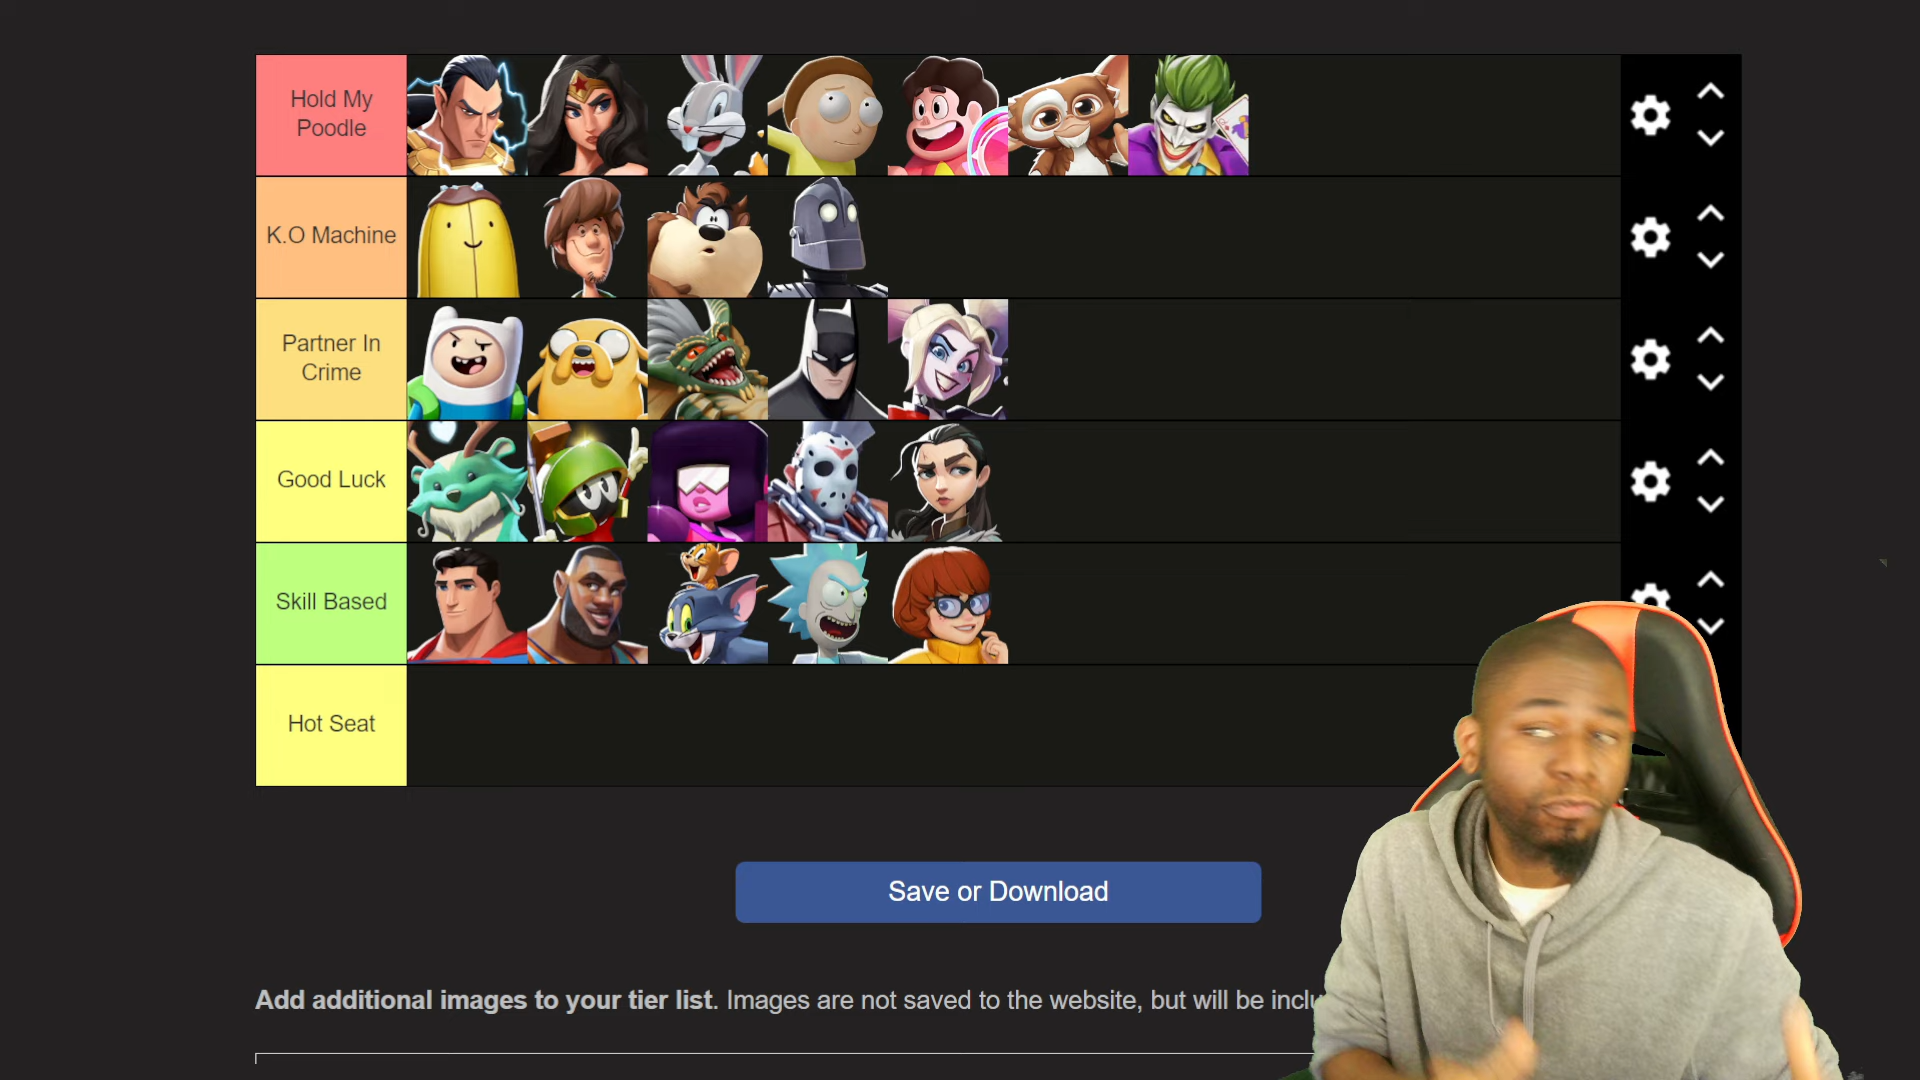 Hold My
Poodle
K.O Machine
Partner In
Crime
Good Luck
Skill Based
Hot Seat
Save or Download
Add additional images to your tier list. Images are not saved to the website, but will be